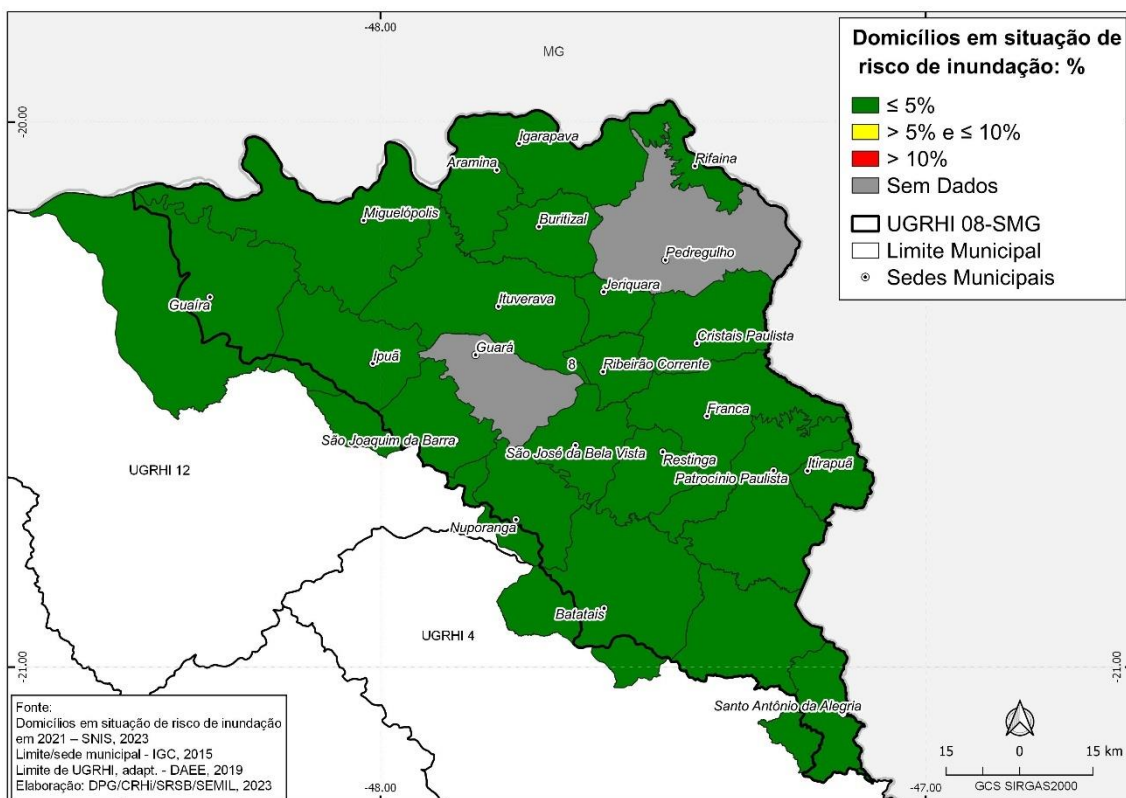 -48.00
MG
-20.00
Domicílios em situação de
risco de inundação: %
≤ 5%
> 5% e ≤ 10%
> 10%
Sem Dados
UGRHI 08-SMG
Limite Municipal
Sedes Municipais
Igarapava
Aramina
Rifaina
Miguelópolis
Buritizal
Pedregulho
Jeriquara
Guaíra
Ituverava
Cristais Paulista
Guará
Ipuã
8
Ribeirão Corrente
Franca
São Joaquim da Barra
São José da Bela Vista
Restinga
Itirapuã
Patrocínio Paulista
UGRHI 12
Nuporanga
Batatais
UGRHI 4
-21.00
-21.00
Santo Antônio da Alegria
Fonte:
Domicílios em situação de risco de inundação
em 2021 – SNIS, 2023
Limite/sede municipal - IGC, 2015
Limite de UGRHI, adapt. - DAEE, 2019
Elaboração: DPG/CRHi/SRSB/SEMIL, 2023
15 0 15 km
GCS SIRGAS2000
-48.00
-47.00